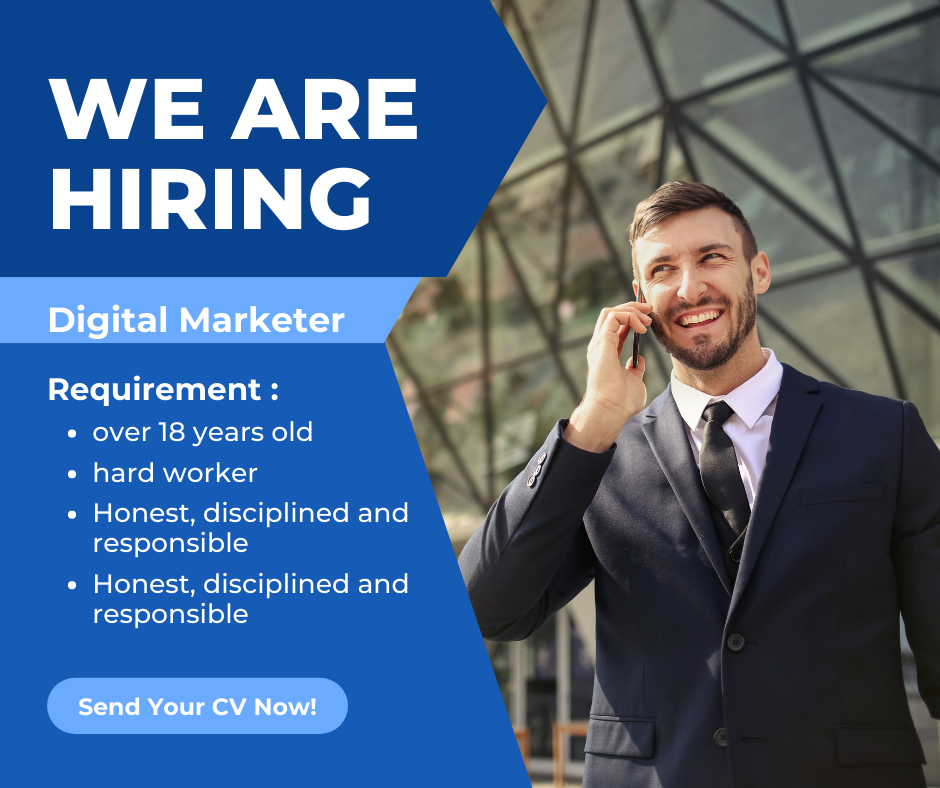 WE ARE
HIRING
Digital Marketer
Requirement :
• over 18 years old
• hard worker
• Honest, disciplined and
responsible
• Honest, disciplined and
responsible
Send Your CV Now!